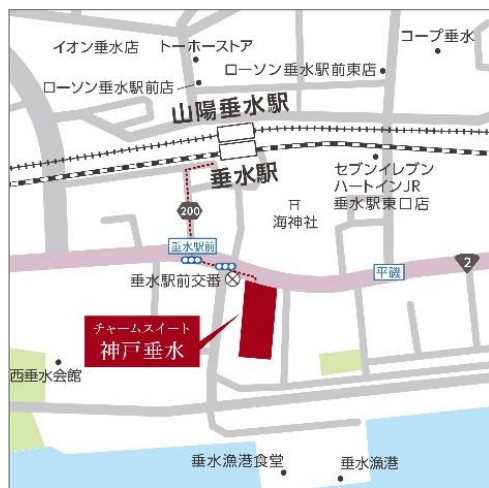 イオン垂水店
トーホーストア
コープ垂水
ローソン垂水駅前店
ローソン垂水駅前東店
山陽垂水駅
垂水駅
セブンイレブン
ハートインJR
垂水駅東口店
200
海神社
垂水駅前
平磯
2
垂水駅前交番
チャームスイート
神戸垂水
西垂水会館
垂水漁港食堂
垂水漁港